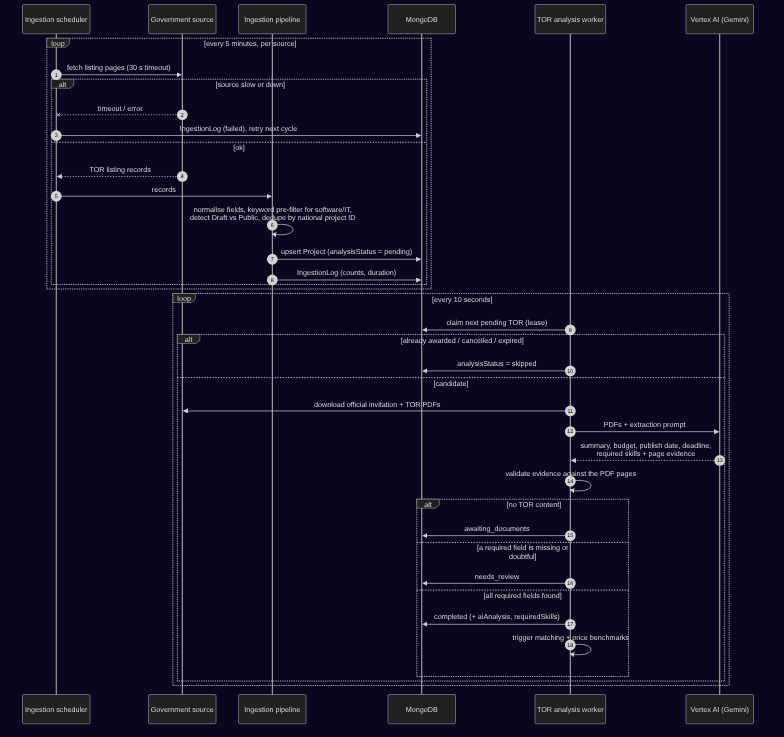 Ingestion scheduler
Government source
Ingestion pipeline
MongoDB
TOR analysis worker
Vertex AI (Gemini)
loop
[every 5 minutes, per source]
1
fetch listing pages (30 s timeout)
alt
[source slow or down]
timeout / error
2
3
IngestionLog (failed), retry next cycle
[ok]
TOR listing records
4
5
records
normalise fields, keyword pre-filter for software/IT,
detect Draft vs Public, dedupe by national project ID
6
7
upsert Project (analysisStatus = pending)
8
IngestionLog (counts, duration)
loop
[every 10 seconds]
claim next pending TOR (lease)
9
alt
[already awarded / cancelled / expired]
analysisStatus = skipped
10
[candidate]
download official invitation + TOR PDFs
11
12
PDFs + extraction prompt
summary, budget, publish date, deadline,
required skills + page evidence
13
validate evidence against the PDF pages
14
alt
[no TOR content]
awaiting_documents
15
[a required field is missing or
doubtful]
needs_review
16
[all required fields found]
completed (+ aiAnalysis, requiredSkills)
17
trigger matching + price benchmarks
18
Ingestion scheduler
Government source
Ingestion pipeline
MongoDB
TOR analysis worker
Vertex AI (Gemini)